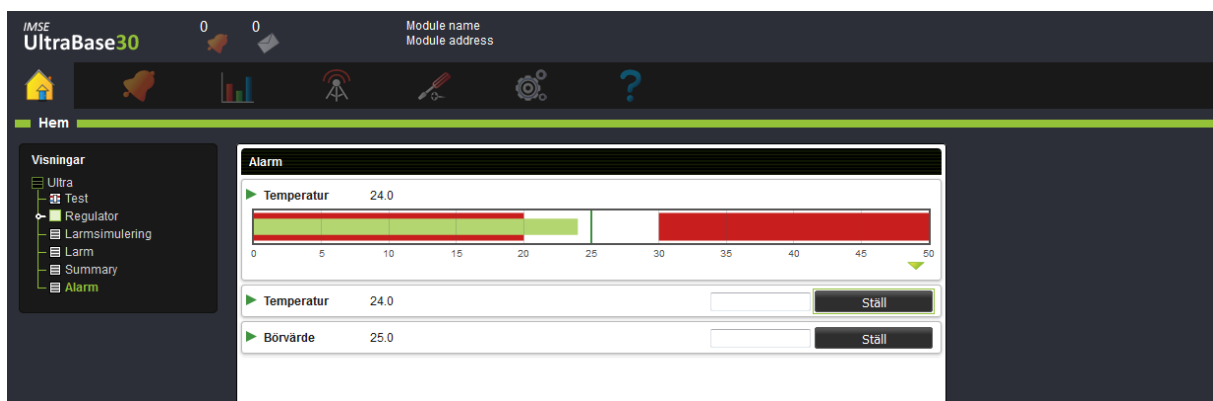 IMSE
UltraBase30
0 0
Module name
Module address
?
Hem
Visningar
Ultra
Test
Regulator
Larmsimulering
Larm
Summary
Alarm
Alarm
Temperatur 24.0
0 5 10 15 20 25 30 35 40 45 50
Temperatur 24.0 Ställ
Börvärde 25.0 Ställ